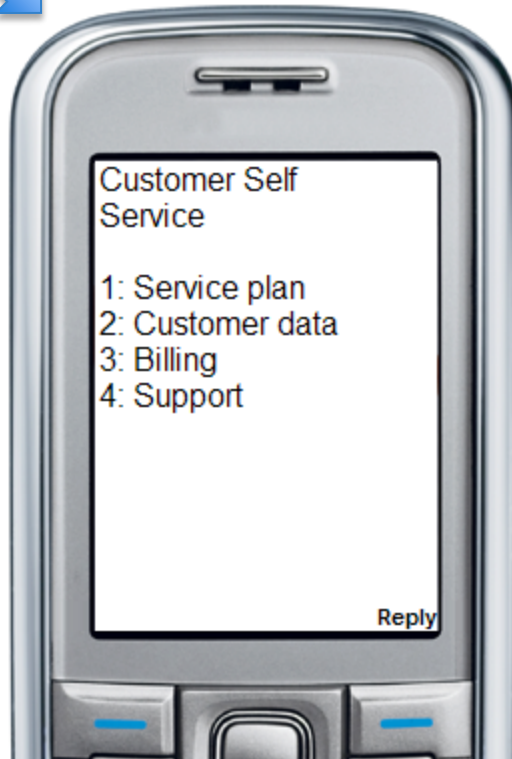 Customer Self
Service
1: Service plan
2: Customer data
3: Billing
4: Support
Reply